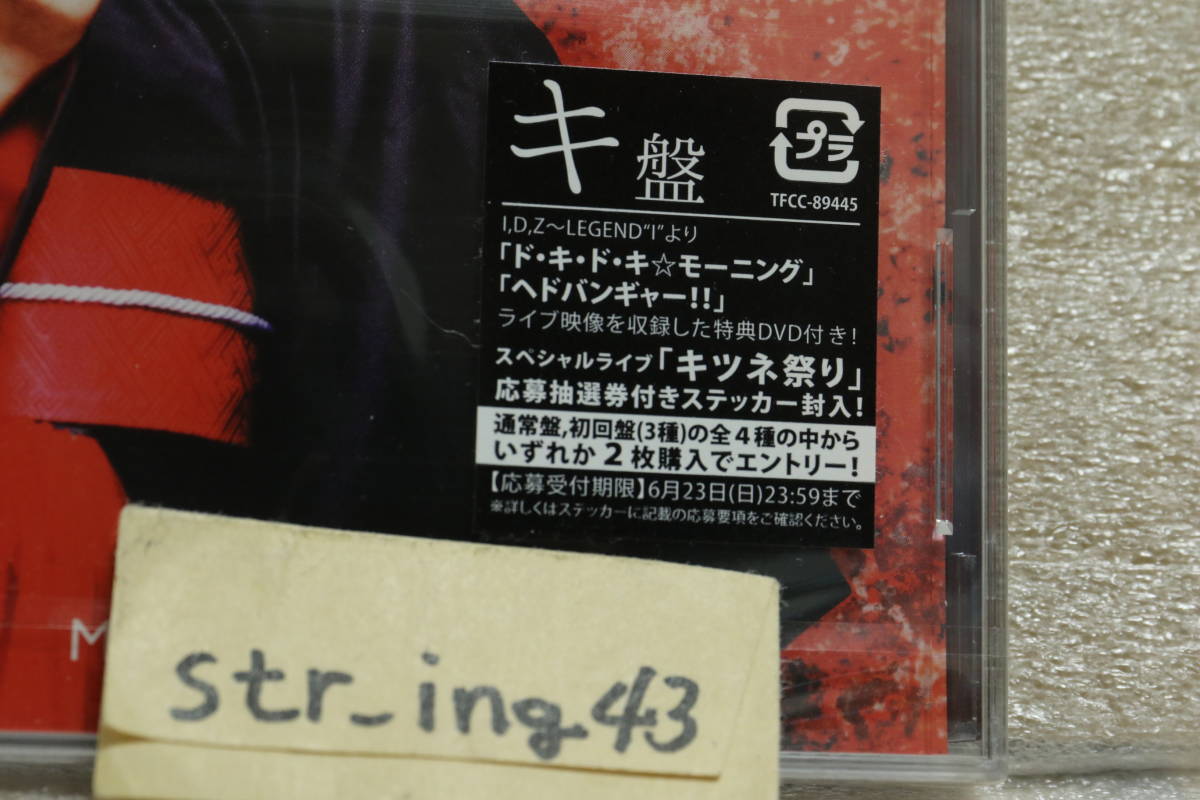 キ盤
プラ
TFCC-89445
I,D,Z〜LEGEND“I”より
「ド・キ・ド・キ☆モーニング」
「ヘドバンギャー!!」
ライブ映像を収録した特典DVD付き!
スペシャルライブ「キツネ祭り」
応募抽選券付きステッカー封入!
通常盤,初回盤(3種)の全4種の中から
いずれか2枚購入でエントリー!
【応募受付期限】6月23日(日)23:59まで
※詳しくはステッカーに記載の応募要項をご確認ください。
M
str_ing43